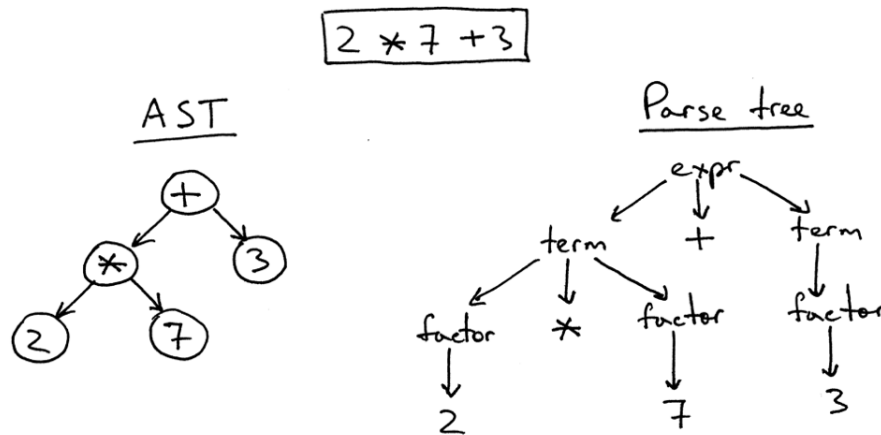 2 * 7 + 3
AST
Parse tree
+
* 3
2 7
expr
term + term
factor * factor factor
2 7 3